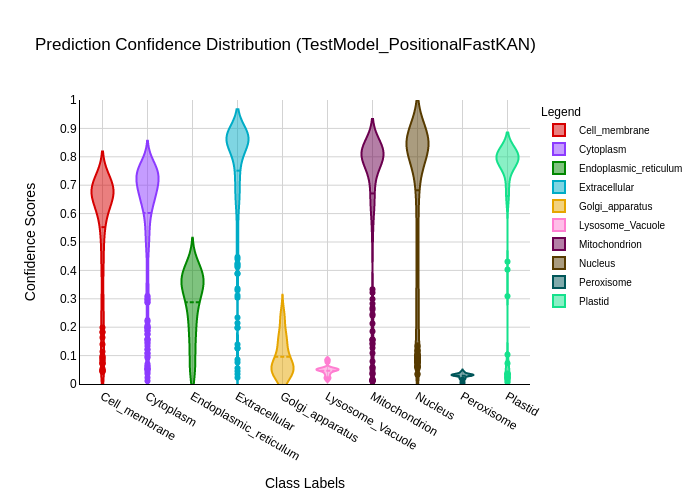 Prediction Confidence Distribution (TestModel_PositionalFastKAN)
Legend
Cell_membrane
Cytoplasm
Endoplasmic_reticulum
Extracellular
Golgi_apparatus
Lysosome_Vacuole
Mitochondrion
Nucleus
Peroxisome
Plastid
Confidence Scores
1
0.9
0.8
0.7
0.6
0.5
0.4
0.3
0.2
0.1
0
Cell_membrane
Cytoplasm
Endoplasmic_reticulum
Extracellular
Golgi_apparatus
Lysosome_Vacuole
Mitochondrion
Nucleus
Peroxisome
Plastid
Class Labels